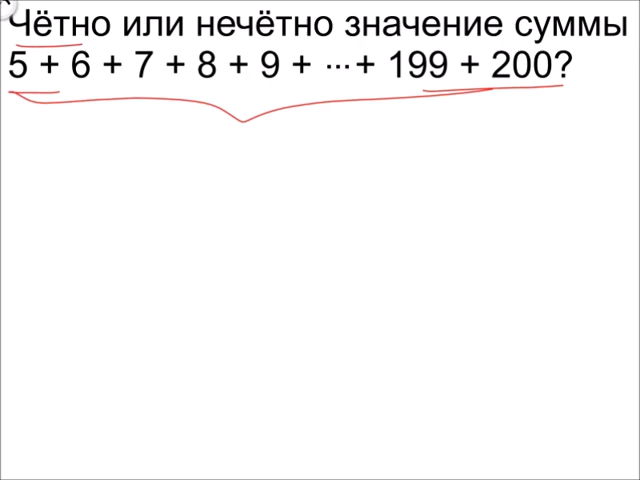 Чётно или нечётно значение суммы
5 + 6 + 7 + 8 + 9 + ··· + 199 + 200?